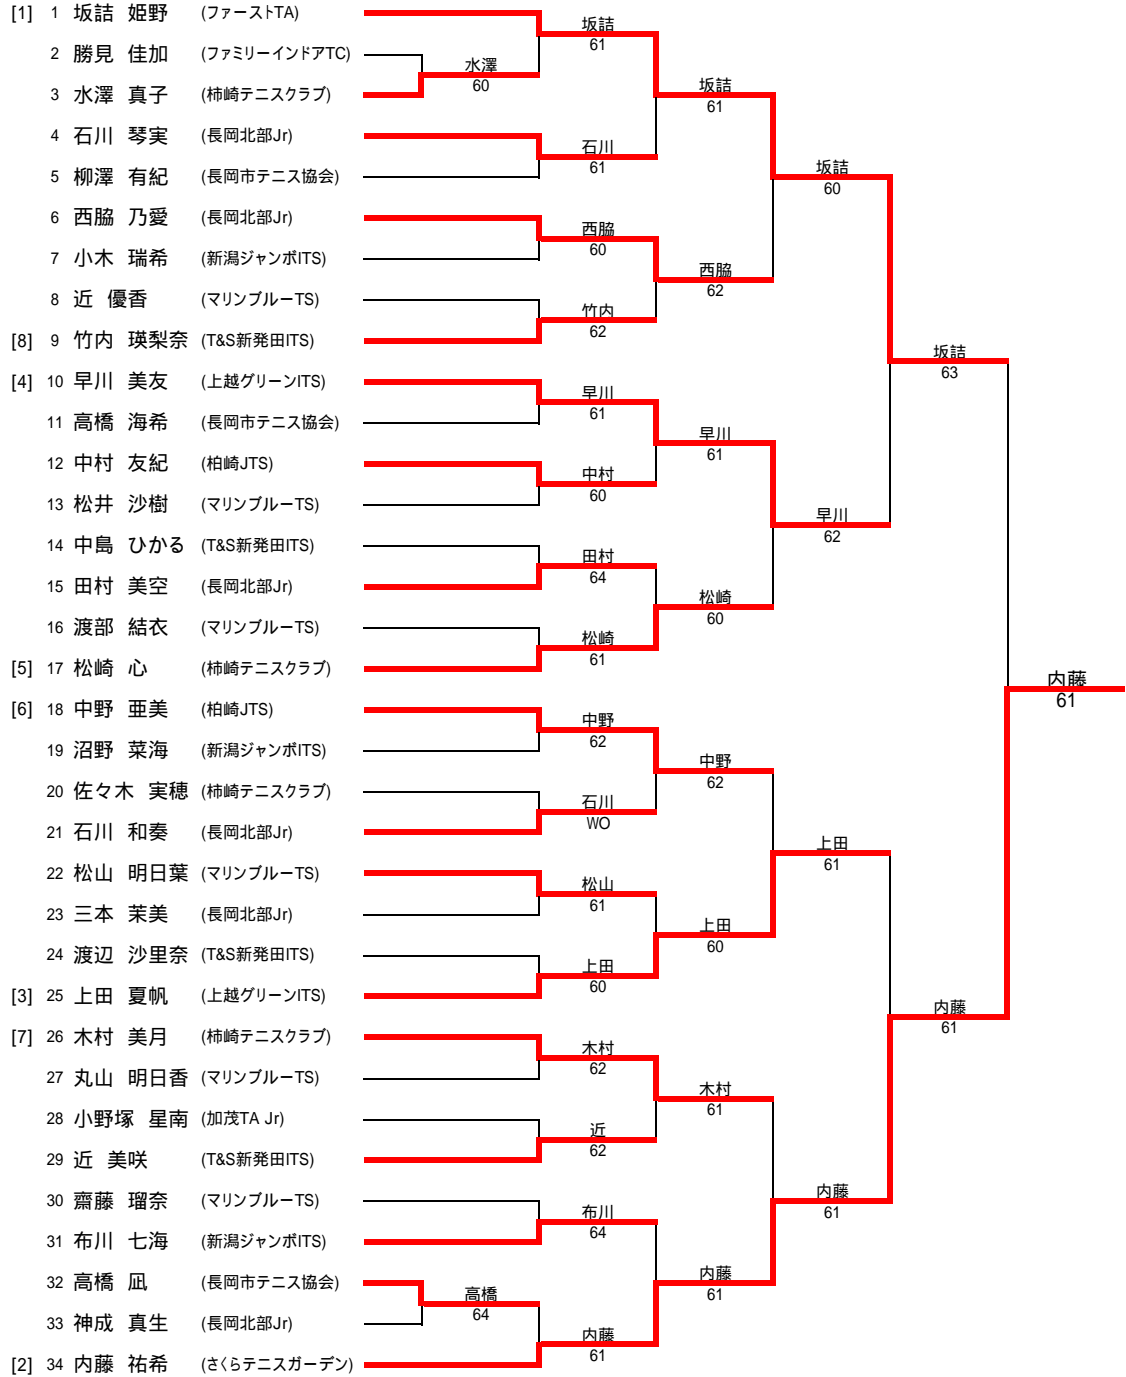 [1] 1 坂詰 姫野 (ファーストTA)
2 勝見 佳加 (ファミリーインドアTC)
3 水澤 真子 (柿崎テニスクラブ)
4 石川 琴実 (長岡北部Jr)
5 柳澤 有紀 (長岡市テニス協会)
6 西脇 乃愛 (長岡北部Jr)
7 小木 瑞希 (新潟ジャンボITS)
8 近 優香 (マリンブルーTS)
[8] 9 竹内 瑛梨奈 (T&S新発田ITS)
[4] 10 早川 美友 (上越グリーンITS)
11 高橋 海希 (長岡市テニス協会)
12 中村 友紀 (柏崎JTS)
13 松井 沙樹 (マリンブルーTS)
14 中島 ひかる (T&S新発田ITS)
15 田村 美空 (長岡北部Jr)
16 渡部 結衣 (マリンブルーTS)
[5] 17 松崎 心 (柿崎テニスクラブ)
[6] 18 中野 亜美 (柏崎JTS)
19 沼野 菜海 (新潟ジャンボITS)
20 佐々木 実穂 (柿崎テニスクラブ)
21 石川 和奏 (長岡北部Jr)
22 松山 明日葉 (マリンブルーTS)
23 三本 茉美 (長岡北部Jr)
24 渡辺 沙里奈 (T&S新発田ITS)
[3] 25 上田 夏帆 (上越グリーンITS)
[7] 26 木村 美月 (柿崎テニスクラブ)
27 丸山 明日香 (マリンブルーTS)
28 小野塚 星南 (加茂TA Jr)
29 近 美咲 (T&S新発田ITS)
30 齋藤 瑠奈 (マリンブルーTS)
31 布川 七海 (新潟ジャンボITS)
32 高橋 凪 (長岡市テニス協会)
33 神成 真生 (長岡北部Jr)
[2] 34 内藤 祐希 (さくらテニスガーデン)
水澤
60
高橋
64
坂詰
61
石川
61
西脇
60
竹内
62
早川
61
中村
60
田村
64
松崎
61
中野
62
石川
WO
松山
61
上田
60
木村
62
近
62
布川
64
内藤
61
坂詰
61
西脇
62
早川
61
松崎
60
中野
62
上田
60
木村
61
内藤
61
坂詰
60
早川
62
上田
61
内藤
61
坂詰
63
内藤
61
内藤
61